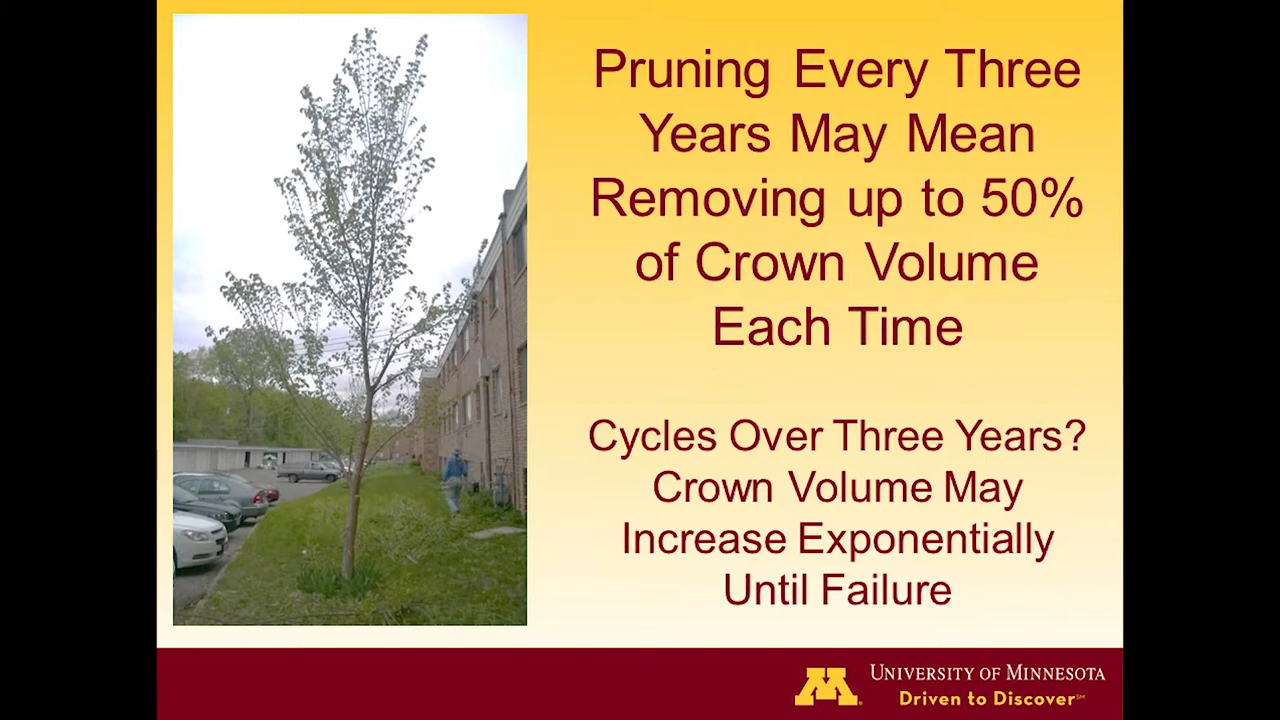 Pruning Every Three
Years May Mean
Removing up to 50%
of Crown Volume
Each Time
Cycles Over Three Years?
Crown Volume May
Increase Exponentially
Until Failure
M
UNIVERSITY OF MINNESOTA
Driven to Discover℠